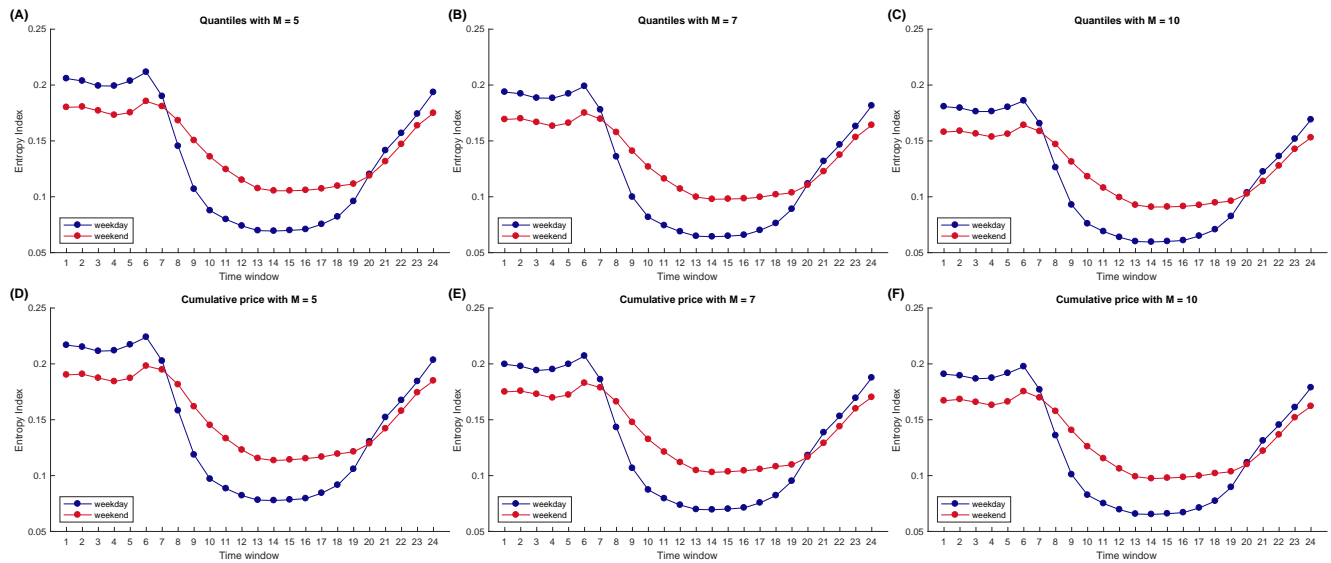 (A)
Quantiles with M = 5
0.25
0.2
0.15
0.1
0.05
Entropy Index
weekday
weekend
1 2 3 4 5 6 7 8 9 10 11 12 13 14 15 16 17 18 19 20 21 22 23 24
Time window
(B)
Quantiles with M = 7
0.25
0.2
0.15
0.1
0.05
Entropy Index
weekday
weekend
1 2 3 4 5 6 7 8 9 10 11 12 13 14 15 16 17 18 19 20 21 22 23 24
Time window
(C)
Quantiles with M = 10
0.25
0.2
0.15
0.1
0.05
Entropy Index
weekday
weekend
1 2 3 4 5 6 7 8 9 10 11 12 13 14 15 16 17 18 19 20 21 22 23 24
Time window
(D)
Cumulative price with M = 5
0.25
0.2
0.15
0.1
0.05
Entropy Index
weekday
weekend
1 2 3 4 5 6 7 8 9 10 11 12 13 14 15 16 17 18 19 20 21 22 23 24
Time window
(E)
Cumulative price with M = 7
0.25
0.2
0.15
0.1
0.05
Entropy Index
weekday
weekend
1 2 3 4 5 6 7 8 9 10 11 12 13 14 15 16 17 18 19 20 21 22 23 24
Time window
(F)
Cumulative price with M = 10
0.25
0.2
0.15
0.1
0.05
Entropy Index
weekday
weekend
1 2 3 4 5 6 7 8 9 10 11 12 13 14 15 16 17 18 19 20 21 22 23 24
Time window